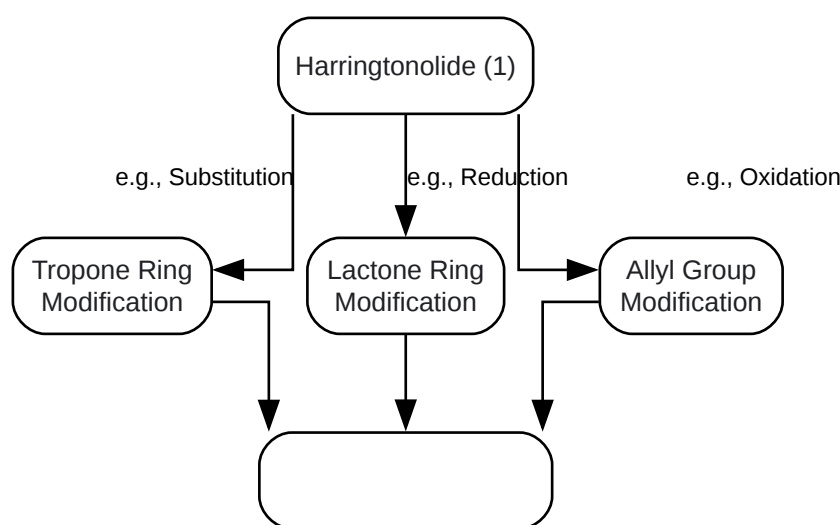 Harringtonolide (1)
e.g., Substitution
e.g., Reduction
e.g., Oxidation
Tropone Ring
Modification
Lactone Ring
Modification
Allyl Group
Modification